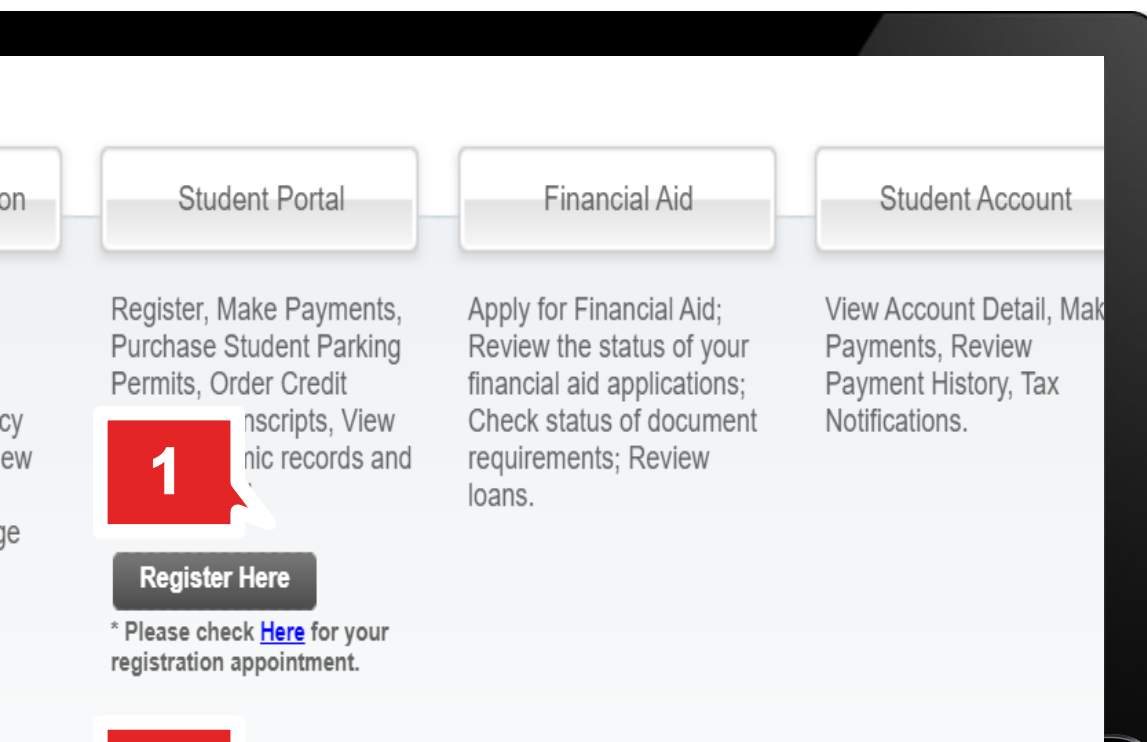 on
Student Portal
Financial Aid
Student Account
Register, Make Payments,
Purchase Student Parking
Permits, Order Credit
nscripts, View
nic records and
1
Register Here
* Please check Here for your
registration appointment.
Apply for Financial Aid;
Review the status of your
financial aid applications;
Check status of document
requirements; Review
loans.
View Account Detail, Mak
Payments, Review
Payment History, Tax
Notifications.
cy
ew
ge